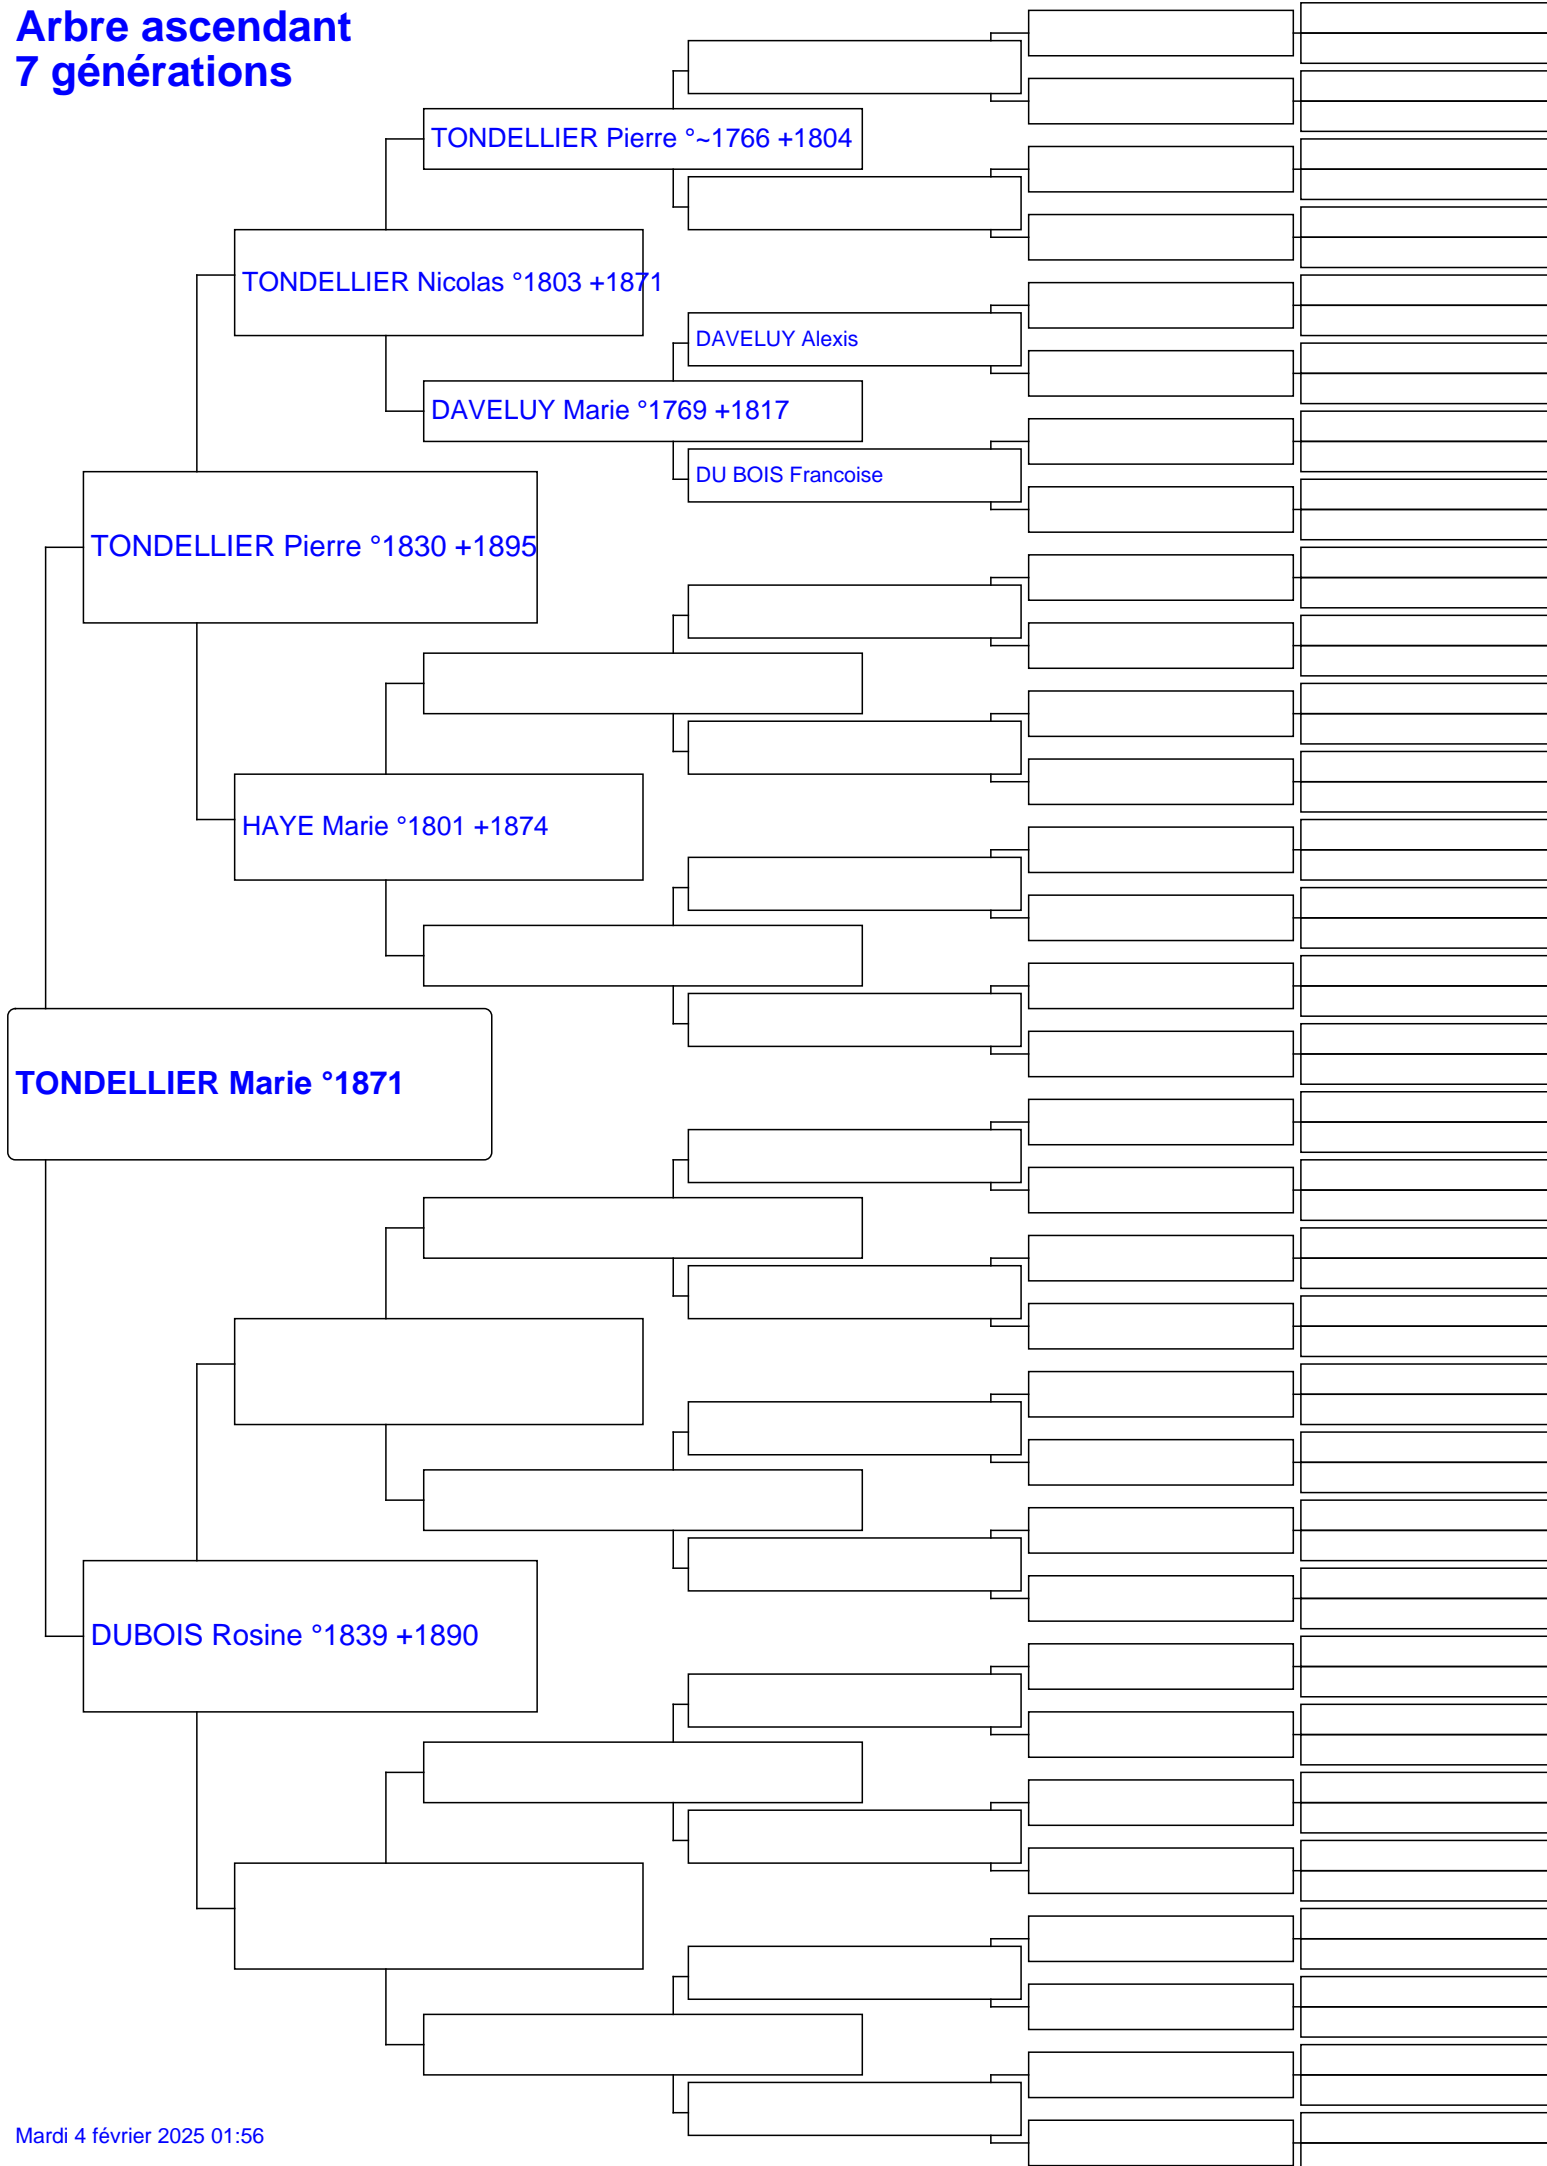 Arbre ascendant
7 générations
TONDELLIER Pierre °~1766 +1804
TONDELLIER Nicolas °1803 +1871
DAVELUY Alexis
DAVELUY Marie °1769 +1817
DU BOIS Francoise
TONDELLIER Pierre °1830 +1895
HAYE Marie °1801 +1874
TONDELLIER Marie °1871
DUBOIS Rosine °1839 +1890
Mardi 4 février 2025 01:56